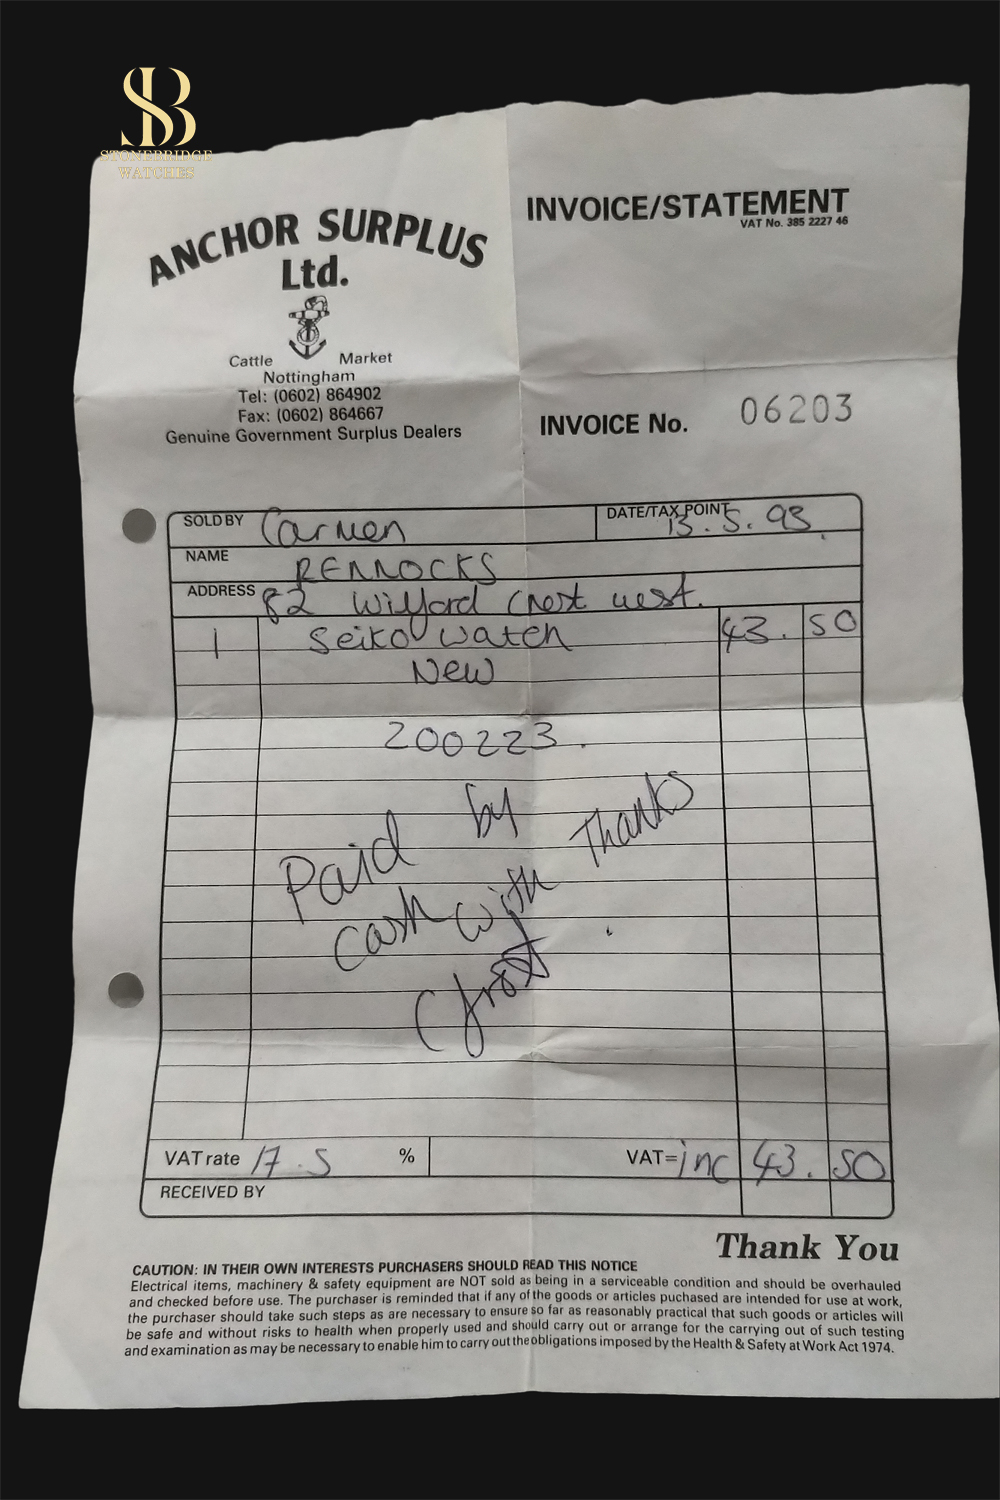 SB
STONEBRIDGE
WATCHES
ANCHOR SURPLUS
Ltd.
Cattle Market
Nottingham
Tel: (0602) 864902
Fax: (0602) 864667
Genuine Government Surplus Dealers
INVOICE/STATEMENT
VAT No. 385 2227 46
INVOICE No. 06203
SOLD BY Carmen
DATE/TAX POINT 13.5.93
NAME RENNOCKS
ADDRESS 82 Wilford Crest west.
1 Seiko watch 43. 50
New
200223.
Paid by
cash with Thanks
VAT rate 17.5 % VAT=inc 43. 50
RECEIVED BY
Thank You
CAUTION: IN THEIR OWN INTERESTS PURCHASERS SHOULD READ THIS NOTICE
Electrical items, machinery & safety equipment are NOT sold as being in a serviceable condition and should be overhauled
and checked before use. The purchaser is reminded that if any of the goods or articles puchased are intended for use at work,
the purchaser should take such steps as are necessary to ensure so far as reasonably practical that such goods or articles will
be safe and without risks to health when properly used and should carry out or arrange for the carrying out of such testing
and examination as may be necessary to enable him to carry out the obligations imposed by the Health & Safety at Work Act 1974.